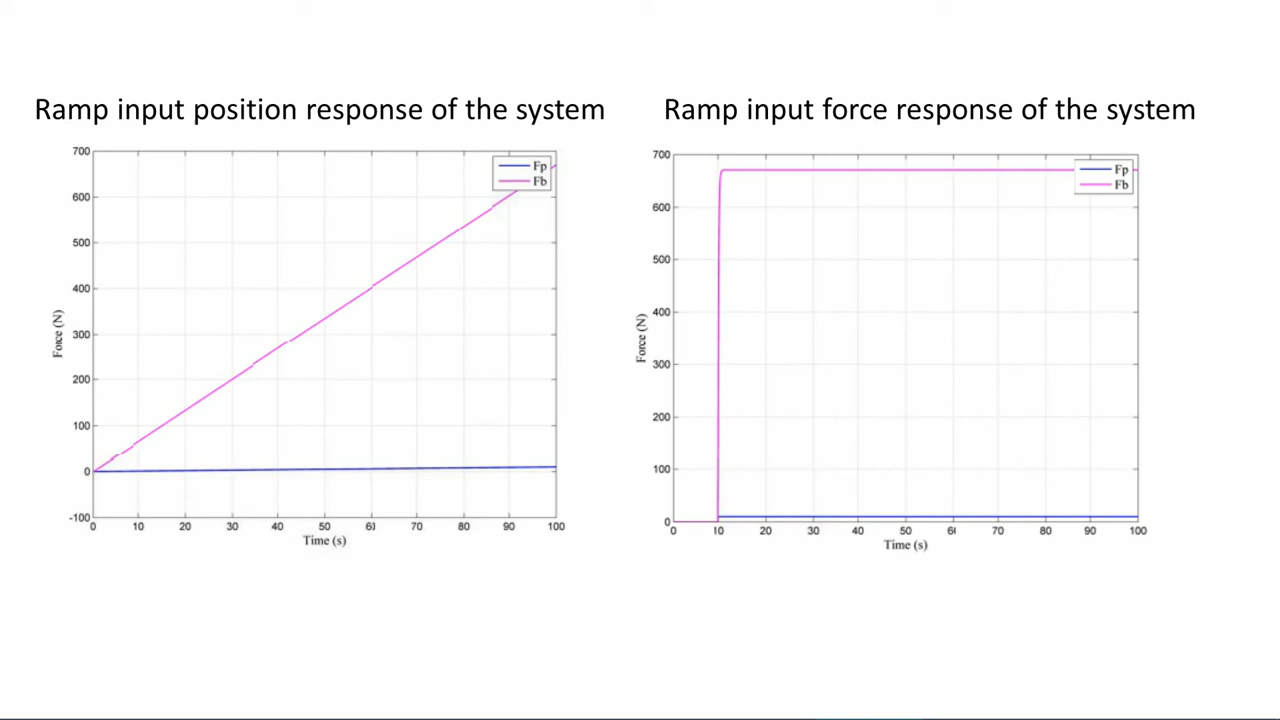 Ramp input position response of the system
Ramp input force response of the system
700
600
500
400
300
200
100
0
-100
Force (N)
Fp
Fb
0 10 20 30 40 50 60 70 80 90 100
Time (s)
700
600
500
400
300
200
100
0
Force (N)
Fp
Fb
0 10 20 30 40 50 60 70 80 90 100
Time (s)